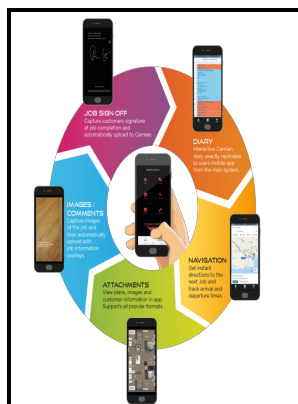 JOB SIGN OFF
Capture customers signature
at job completion and
automatically upload to Carman.
DIARY
Interactive Carman
diary exactly replicates
to users mobile app
from the main system.
IMAGES /
COMMENTS
Capture images
of the job and
then automatically
upload with
job information
overlays.
NAVIGATION
Get instant
directions to the
next Job and
track arrival and
departure times.
ATTACHMENTS
View plans, images and
customer information in app.
Supports all popular formats.